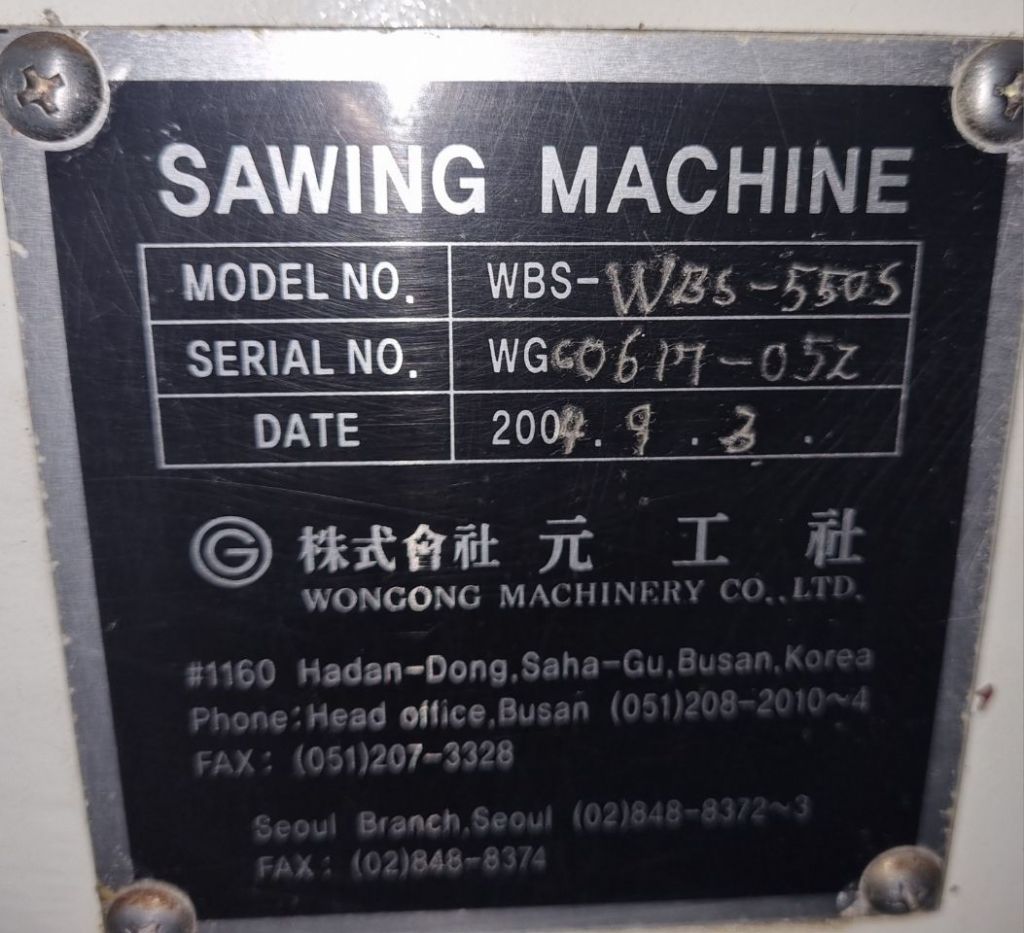 SAWING MACHINE
MODEL NO. WBS-WBS-550S
SERIAL NO.
DATE 2004. 9 . 3 .
G 株式會社 元 工 社
WONGONG MACHINERY CO.,LTD.
#1160 Hadan-Dong,Saha-Gu,Busan,Korea
Phone:Head office,Busan (051)208-2010~4
FAX: (051)207-3328
Seoul Branch,Seoul (02)848-8372~3
FAX: (02)848-8374